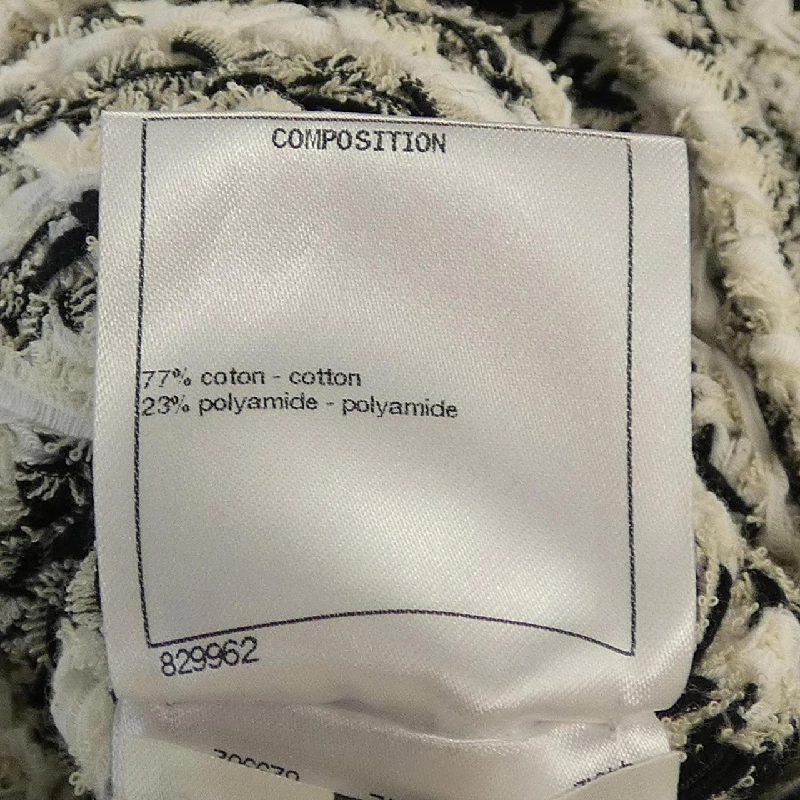 COMPOSITION
77% coton - cotton
23% polyamide - polyamide
829962